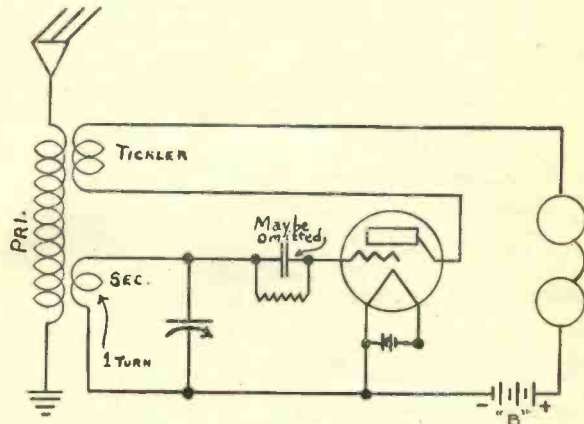 TICKLER
PRI.
May be
omitted
SEC.
1 TURN
- "B" +